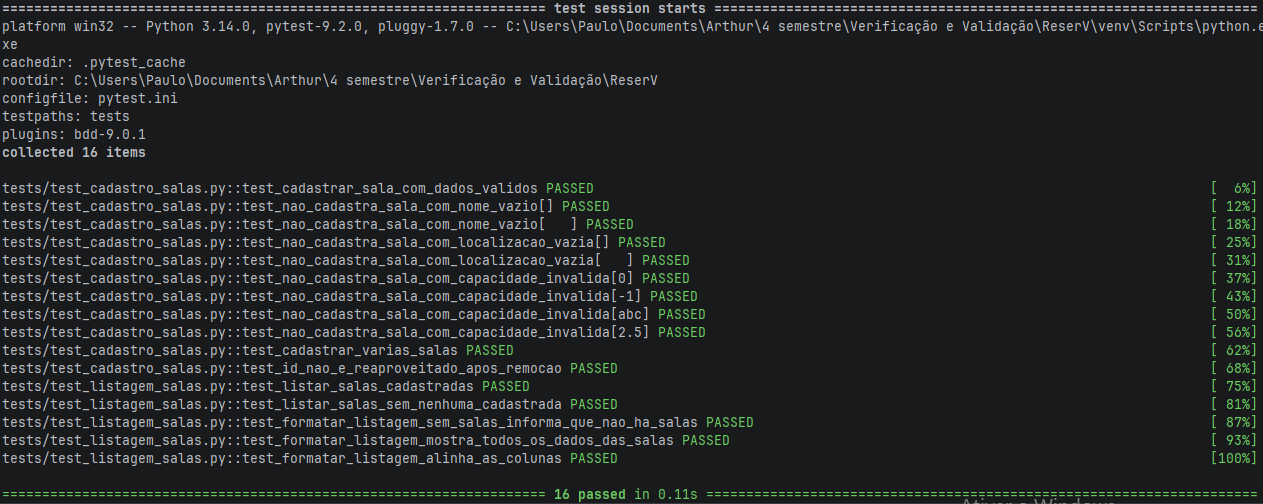 ============================= test session starts =============================
platform win32 -- Python 3.14.0, pytest-9.2.0, pluggy-1.7.0 -- C:\Users\Paulo\Documents\Arthur\4 semestre\Verificação e Validação\ReserV\venv\Scripts\python.e
xe
cachedir: .pytest_cache
rootdir: C:\Users\Paulo\Documents\Arthur\4 semestre\Verificação e Validação\ReserV
configfile: pytest.ini
testpaths: tests
plugins: bdd-9.0.1
collected 16 items
tests/test_cadastro_salas.py::test_cadastrar_sala_com_dados_validos PASSED [  6%]
tests/test_cadastro_salas.py::test_nao_cadastra_sala_com_nome_vazio[] PASSED [ 12%]
tests/test_cadastro_salas.py::test_nao_cadastra_sala_com_nome_vazio[   ] PASSED [ 18%]
tests/test_cadastro_salas.py::test_nao_cadastra_sala_com_localizacao_vazia[] PASSED [ 25%]
tests/test_cadastro_salas.py::test_nao_cadastra_sala_com_localizacao_vazia[   ] PASSED [ 31%]
tests/test_cadastro_salas.py::test_nao_cadastra_sala_com_capacidade_invalida[0] PASSED [ 37%]
tests/test_cadastro_salas.py::test_nao_cadastra_sala_com_capacidade_invalida[-1] PASSED [ 43%]
tests/test_cadastro_salas.py::test_nao_cadastra_sala_com_capacidade_invalida[abc] PASSED [ 50%]
tests/test_cadastro_salas.py::test_nao_cadastra_sala_com_capacidade_invalida[2.5] PASSED [ 56%]
tests/test_cadastro_salas.py::test_cadastrar_varias_salas PASSED [ 62%]
tests/test_cadastro_salas.py::test_id_nao_e_reaproveitado_apos_remocao PASSED [ 68%]
tests/test_listagem_salas.py::test_listar_salas_cadastradas PASSED [ 75%]
tests/test_listagem_salas.py::test_listar_salas_sem_nenhuma_cadastrada PASSED [ 81%]
tests/test_listagem_salas.py::test_formatar_listagem_sem_salas_informa_que_nao_ha_salas PASSED [ 87%]
tests/test_listagem_salas.py::test_formatar_listagem_mostra_todos_os_dados_das_salas PASSED [ 93%]
tests/test_listagem_salas.py::test_formatar_listagem_alinha_as_colunas PASSED [100%]
============================= 16 passed in 0.11s =============================